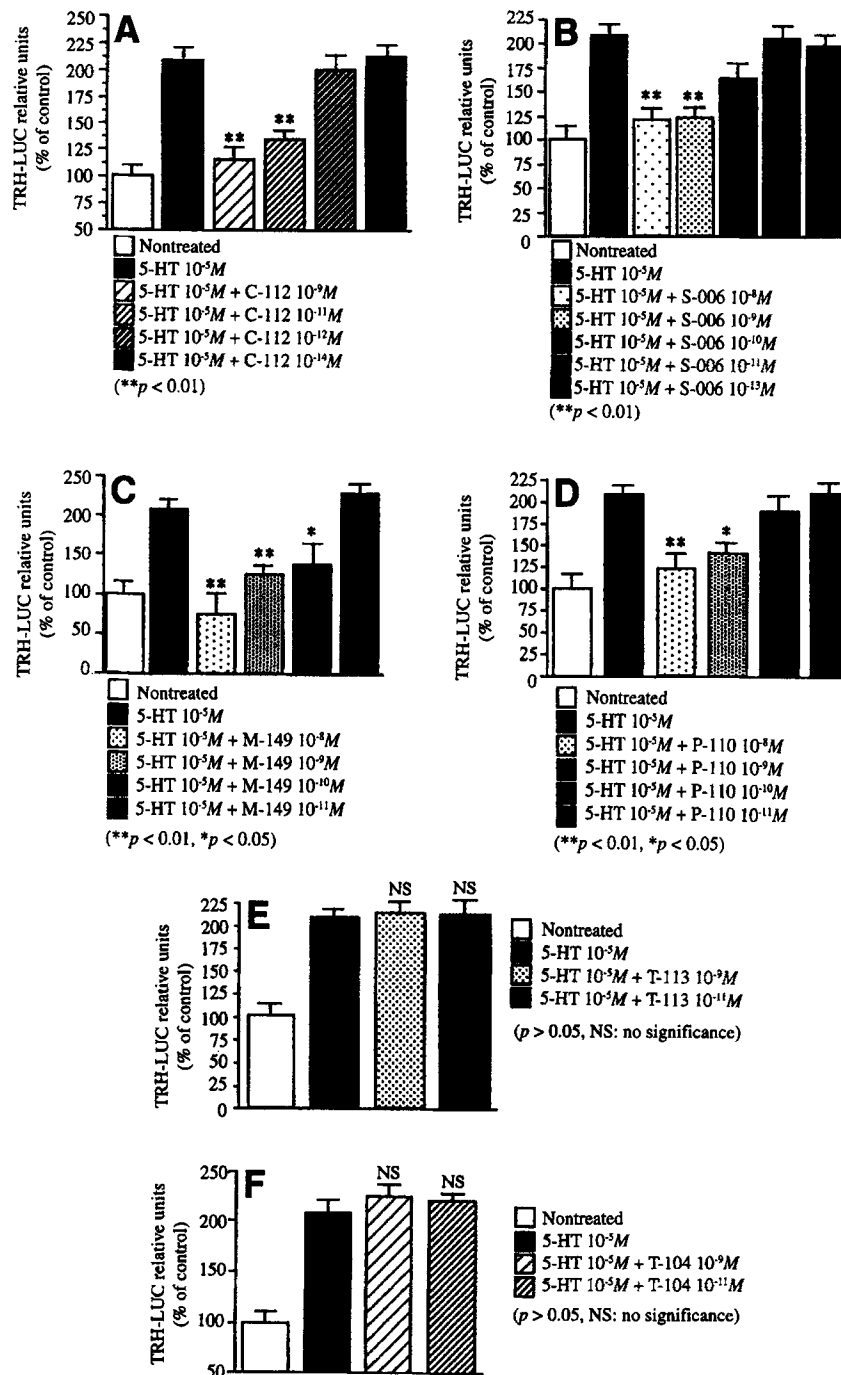 A
TRH-LUC relative units
(% of control)
250
225
200
175
150
125
100
75
50
**
**
Nontreated
5-HT 10⁻⁵M
5-HT 10⁻⁵M + C-112 10⁻⁹M
5-HT 10⁻⁵M + C-112 10⁻¹¹M
5-HT 10⁻⁵M + C-112 10⁻¹²M
5-HT 10⁻⁵M + C-112 10⁻¹⁴M
(**p < 0.01)
B
TRH-LUC relative units
(% of control)
225
200
175
150
125
100
75
50
25
0
**
**
Nontreated
5-HT 10⁻⁵M
5-HT 10⁻⁵M + S-006 10⁻⁸M
5-HT 10⁻⁵M + S-006 10⁻⁹M
5-HT 10⁻⁵M + S-006 10⁻¹⁰M
5-HT 10⁻⁵M + S-006 10⁻¹¹M
5-HT 10⁻⁵M + S-006 10⁻¹³M
(**p < 0.01)
C
TRH-LUC relative units
(% of control)
250
200
150
100
50
0
**
**
*
Nontreated
5-HT 10⁻⁵M
5-HT 10⁻⁵M + M-149 10⁻⁸M
5-HT 10⁻⁵M + M-149 10⁻⁹M
5-HT 10⁻⁵M + M-149 10⁻¹⁰M
5-HT 10⁻⁵M + M-149 10⁻¹¹M
(**p < 0.01, *p < 0.05)
D
TRH-LUC relative units
(% of control)
225
200
175
150
125
100
75
50
25
0
**
*
Nontreated
5-HT 10⁻⁵M
5-HT 10⁻⁵M + P-110 10⁻⁸M
5-HT 10⁻⁵M + P-110 10⁻⁹M
5-HT 10⁻⁵M + P-110 10⁻¹⁰M
5-HT 10⁻⁵M + P-110 10⁻¹¹M
(**p < 0.01, *p < 0.05)
E
TRH-LUC relative units
(% of control)
225
200
175
150
125
100
75
50
25
0
NS
NS
Nontreated
5-HT 10⁻⁵M
5-HT 10⁻⁵M + T-113 10⁻⁹M
5-HT 10⁻⁵M + T-113 10⁻¹¹M
(p > 0.05, NS: no significance)
F
TRH-LUC relative units
(% of control)
250
200
150
100
50
NS
NS
Nontreated
5-HT 10⁻⁵M
5-HT 10⁻⁵M + T-104 10⁻⁹M
5-HT 10⁻⁵M + T-104 10⁻¹¹M
(p > 0.05, NS: no significance)